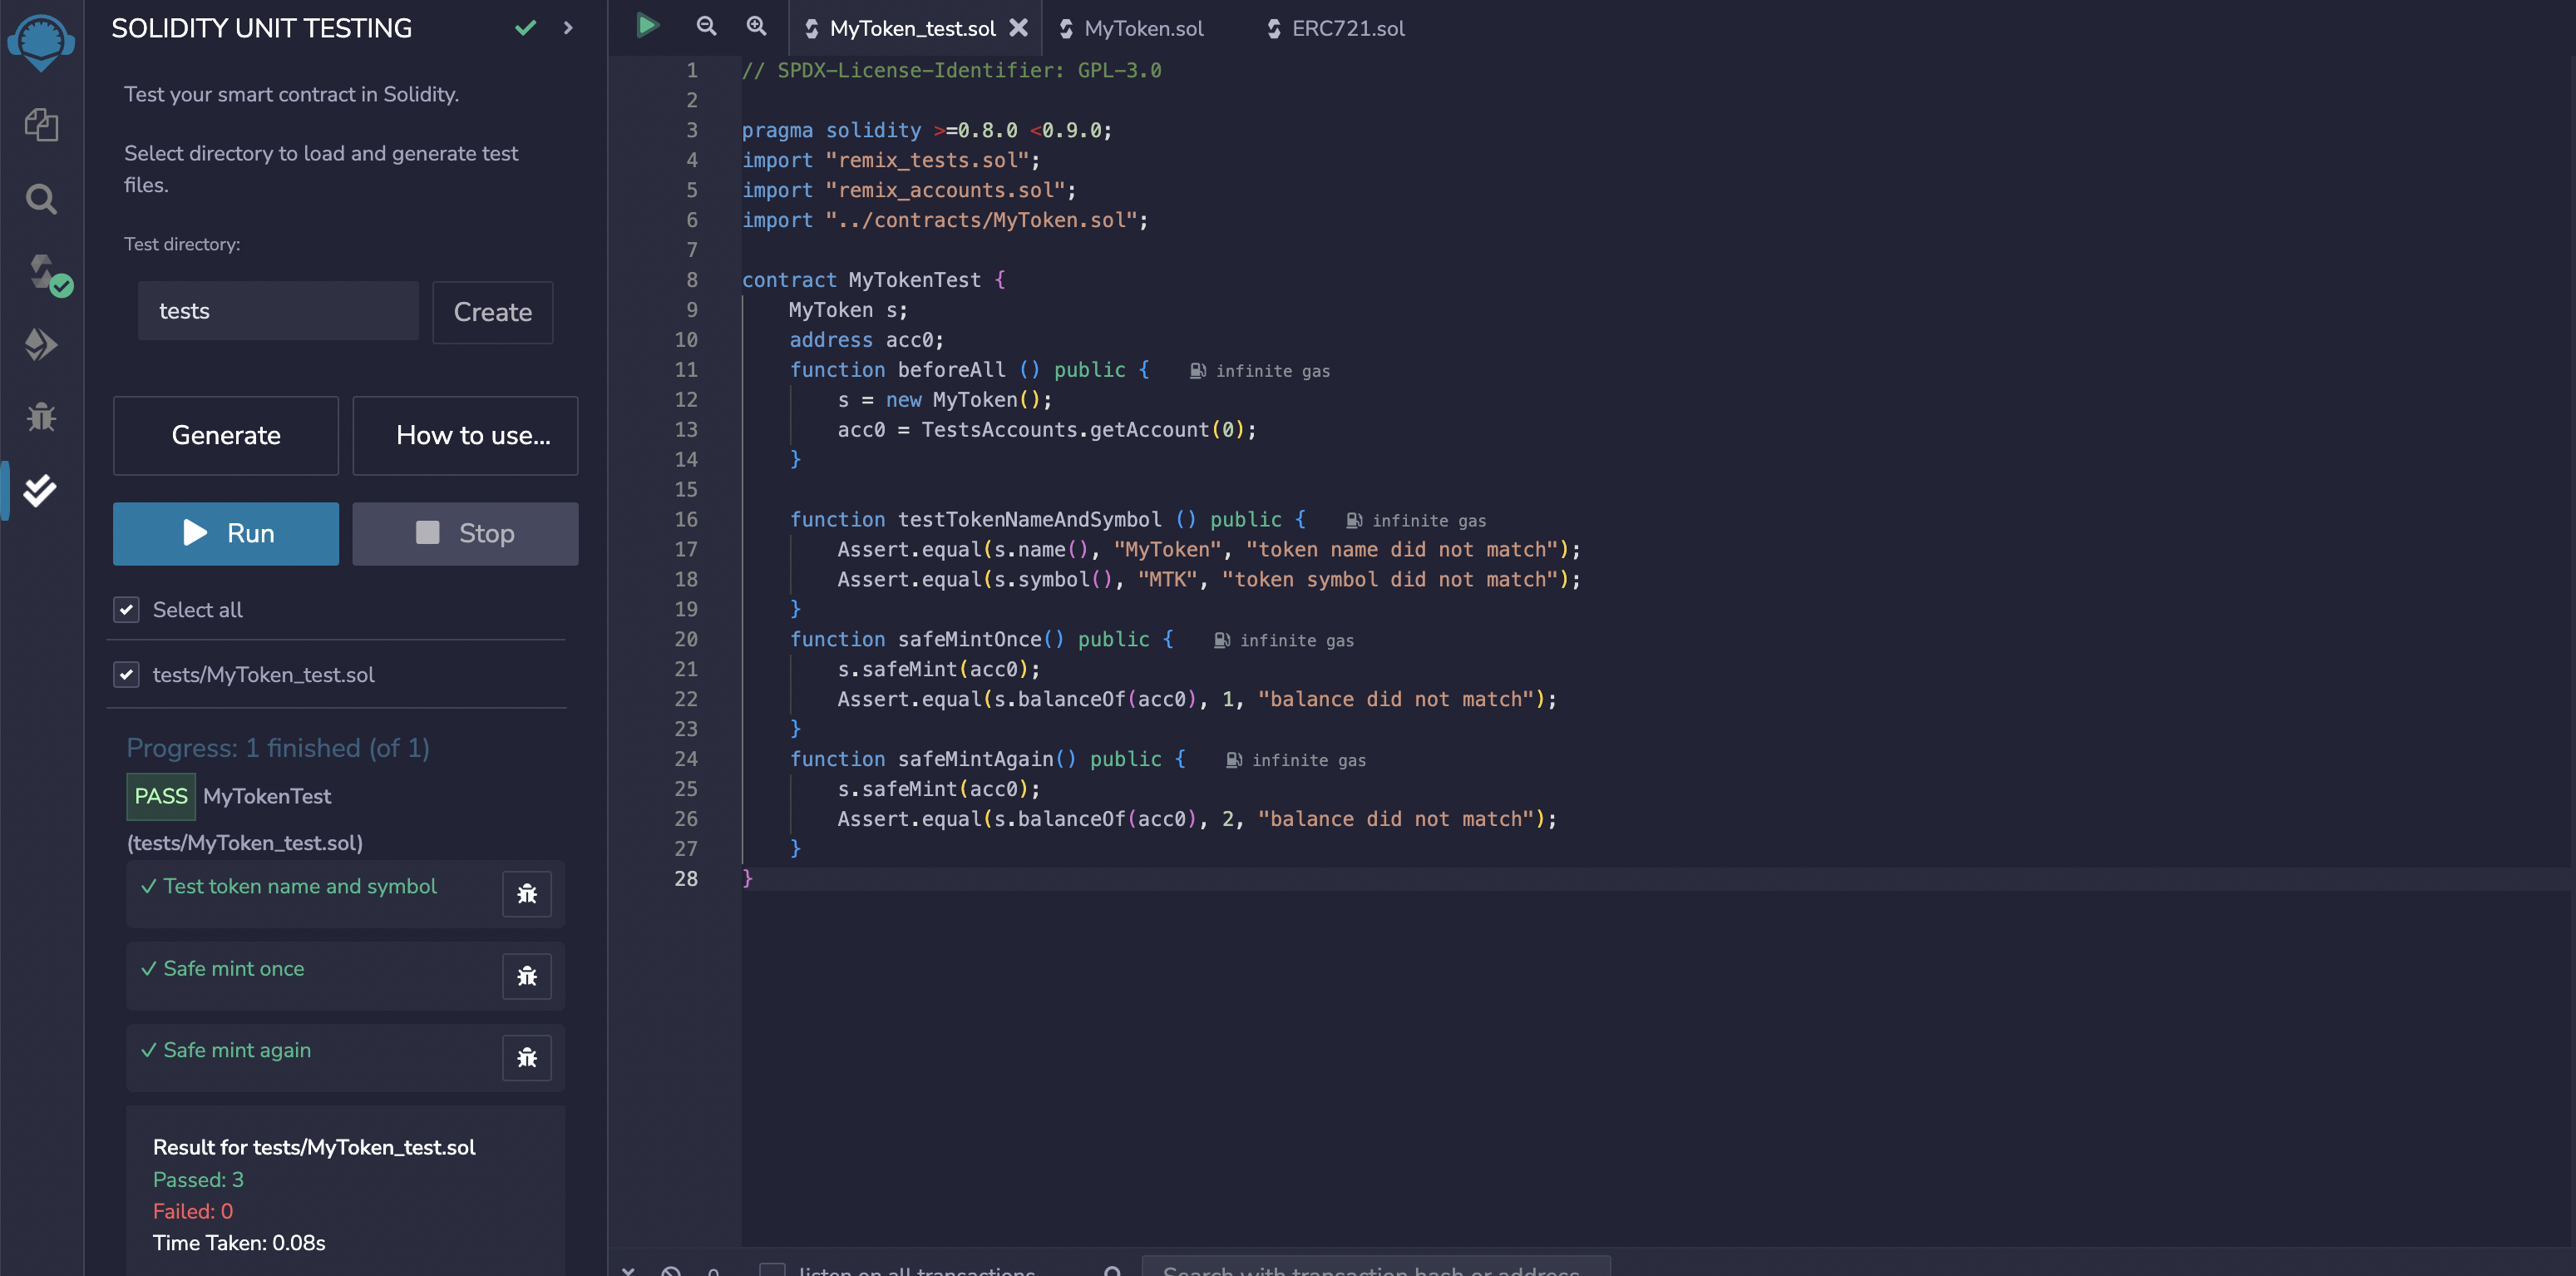 SOLIDITY UNIT TESTING
Test your smart contract in Solidity.
Select directory to load and generate test
files.
Test directory:
tests
Create
Generate
How to use...
Run
Stop
Select all
tests/MyToken_test.sol
Progress: 1 finished (of 1)
PASS MyTokenTest
(tests/MyToken_test.sol)
✓ Test token name and symbol
✓ Safe mint once
✓ Safe mint again
Result for tests/MyToken_test.sol
Passed: 3
Failed: 0
Time Taken: 0.08s
MyToken_test.sol
MyToken.sol
ERC721.sol
1 // SPDX-License-Identifier: GPL-3.0
2
3 pragma solidity >=0.8.0 <0.9.0;
4 import "remix_tests.sol";
5 import "remix_accounts.sol";
6 import "../contracts/MyToken.sol";
7
8 contract MyTokenTest {
9 MyToken s;
10 address acc0;
11 function beforeAll () public { infinite gas
12 s = new MyToken();
13 acc0 = TestsAccounts.getAccount(0);
14 }
15
16 function testTokenNameAndSymbol () public { infinite gas
17 Assert.equal(s.name(), "MyToken", "token name did not match");
18 Assert.equal(s.symbol(), "MTK", "token symbol did not match");
19 }
20 function safeMintOnce() public { infinite gas
21 s.safeMint(acc0);
22 Assert.equal(s.balanceOf(acc0), 1, "balance did not match");
23 }
24 function safeMintAgain() public { infinite gas
25 s.safeMint(acc0);
26 Assert.equal(s.balanceOf(acc0), 2, "balance did not match");
27 }
28 }
0
listen on all transactions
Search with transaction hash or address